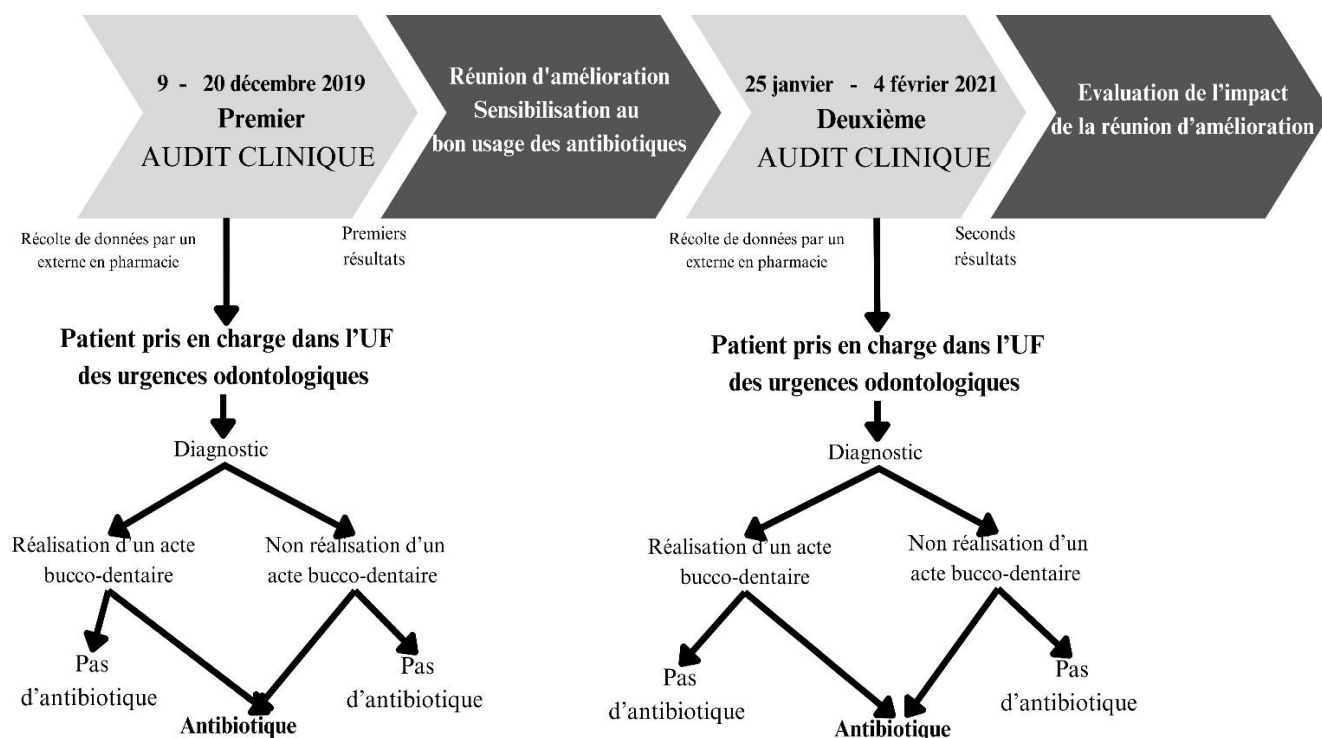 9 - 20 décembre 2019
Premier
AUDIT CLINIQUE
Réunion d'amélioration
Sensibilisation au
bon usage des antibiotiques
25 janvier - 4 février 2021
Deuxième
AUDIT CLINIQUE
Evaluation de l’impact
de la réunion d’amélioration
Récolte de données par un
externe en pharmacie
Premiers
résultats
Récolte de données par un
externe en pharmacie
Seconds
résultats
Patient pris en charge dans l’UF
des urgences odontologiques
Patient pris en charge dans l’UF
des urgences odontologiques
Diagnostic
Diagnostic
Réalisation d’un acte
bucco-dentaire
Non réalisation d’un
acte bucco-dentaire
Réalisation d’un acte
bucco-dentaire
Non réalisation d’un
acte bucco-dentaire
Pas
d’antibiotique
Antibiotique
Pas
d’antibiotique
Pas
d’antibiotique
Antibiotique
Pas
d’antibiotique